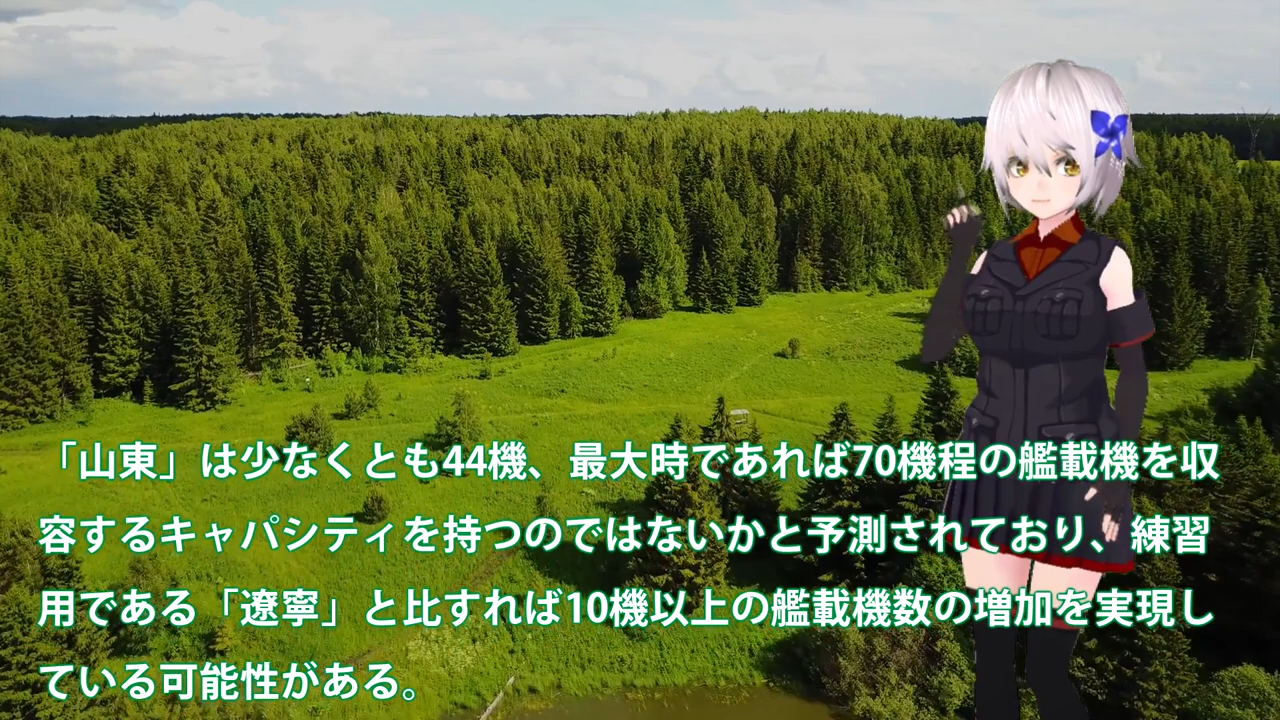 「山東」は少なくとも44機、最大時であれば70機程の艦載機を収
容するキャパシティを持つのではないかと予測されており、練習
用である「遼寧」と比すれば10機以上の艦載機数の増加を実現し
ている可能性がある。